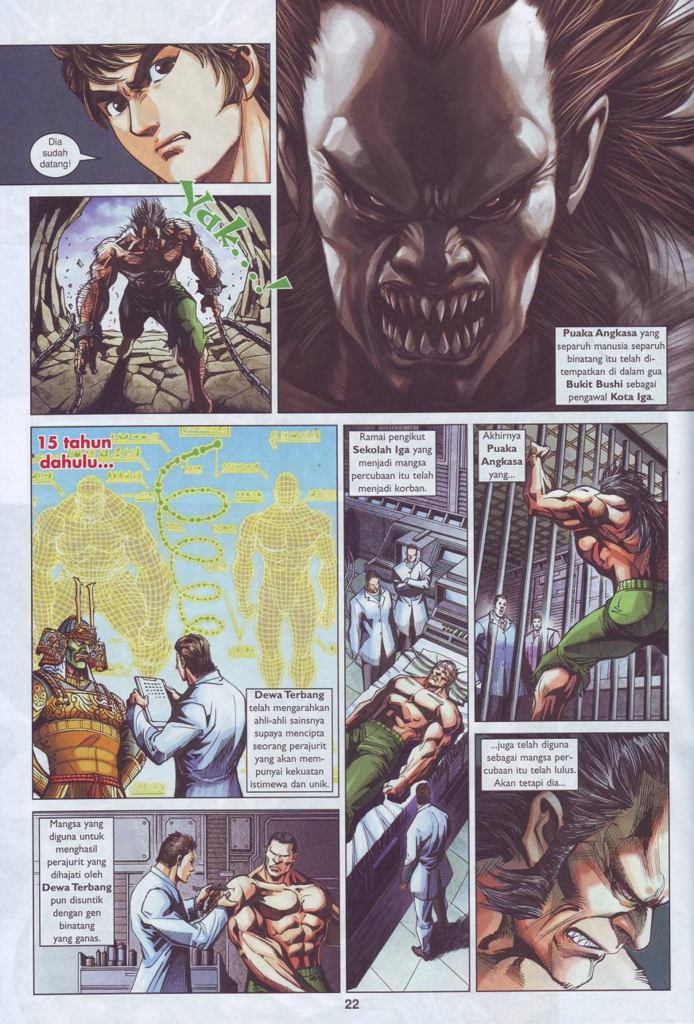 Dia
sudah
datang!
Yak....!
Puaka Angkasa yang
separuh manusia separuh
binatang itu telah di-
tempatkan di dalam gua
Bukit Bushi sebagai
pengawal Kota Iga.
15 tahun
dahulu...
Dewa Terbang
telah mengarahkan
ahli-ahli sainsnya
supaya mencipta
seorang perajurit
yang akan mem-
punyai kekuatan
istimewa dan unik.
Mangsa yang
diguna untuk
menghasil
perajurit yang
dihajati oleh
Dewa Terbang
pun disuntik
dengan gen
binatang
yang ganas.
Ramai pengikut
Sekolah Iga yang
menjadi mangsa
percubaan itu telah
menjadi korban.
Akhirnya
Puaka
Angkasa
yang...
...juga telah diguna
sebagai mangsa per-
cubaan itu telah lulus.
Akan tetapi dia...
22